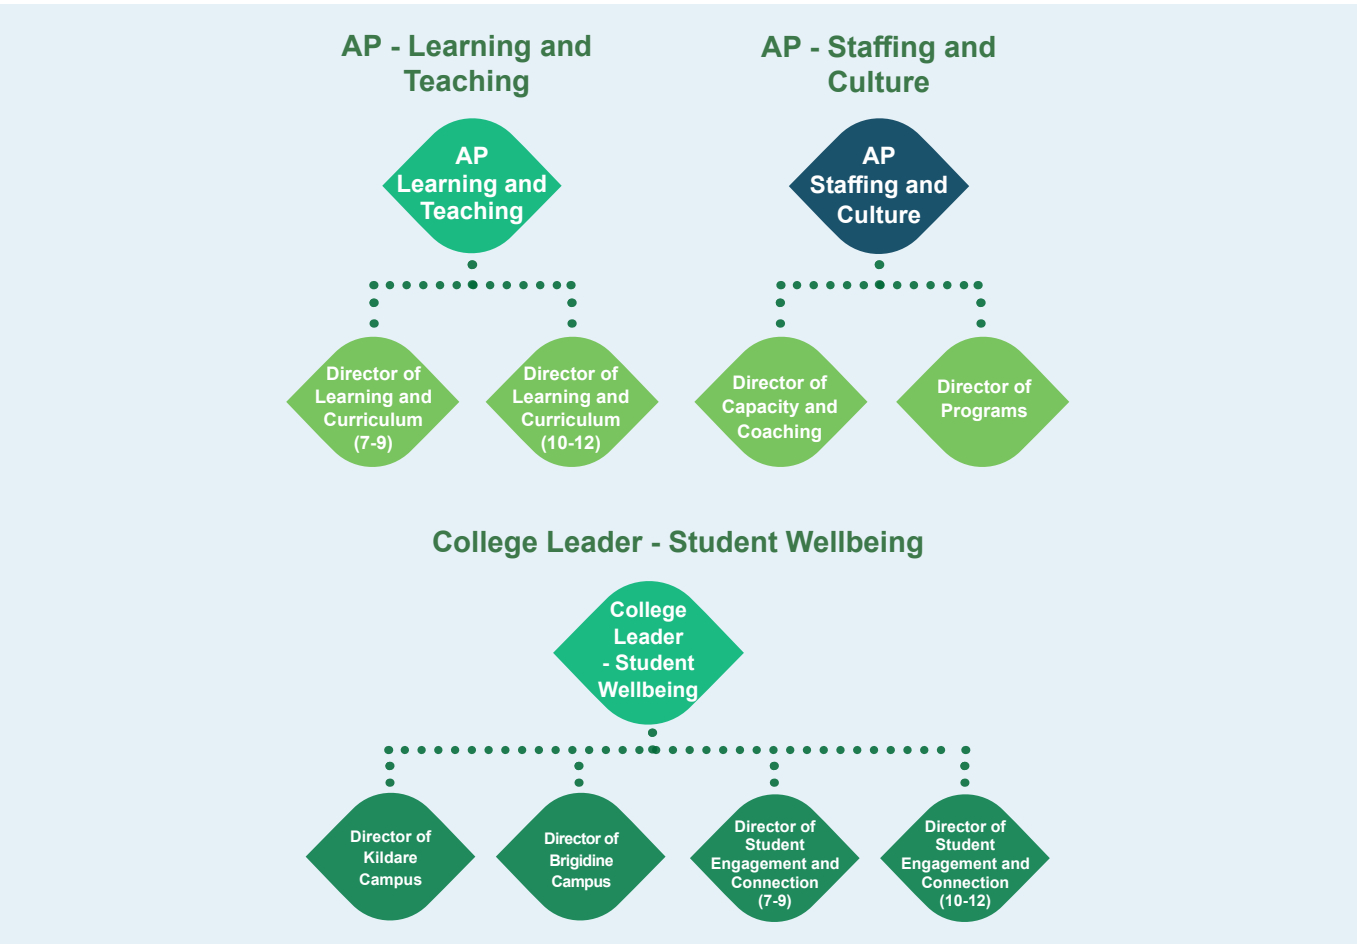 AP - Learning and
Teaching
AP
Learning and
Teaching
Director of
Learning and
Curriculum
(7-9)
Director of
Learning and
Curriculum
(10-12)
AP - Staffing and
Culture
AP
Staffing and
Culture
Director of
Capacity and
Coaching
Director of
Programs
College Leader - Student Wellbeing
College
Leader
- Student
Wellbeing
Director of
Kildare
Campus
Director of
Brigidine
Campus
Director of
Student
Engagement and
Connection
(7-9)
Director of
Student
Engagement and
Connection
(10-12)